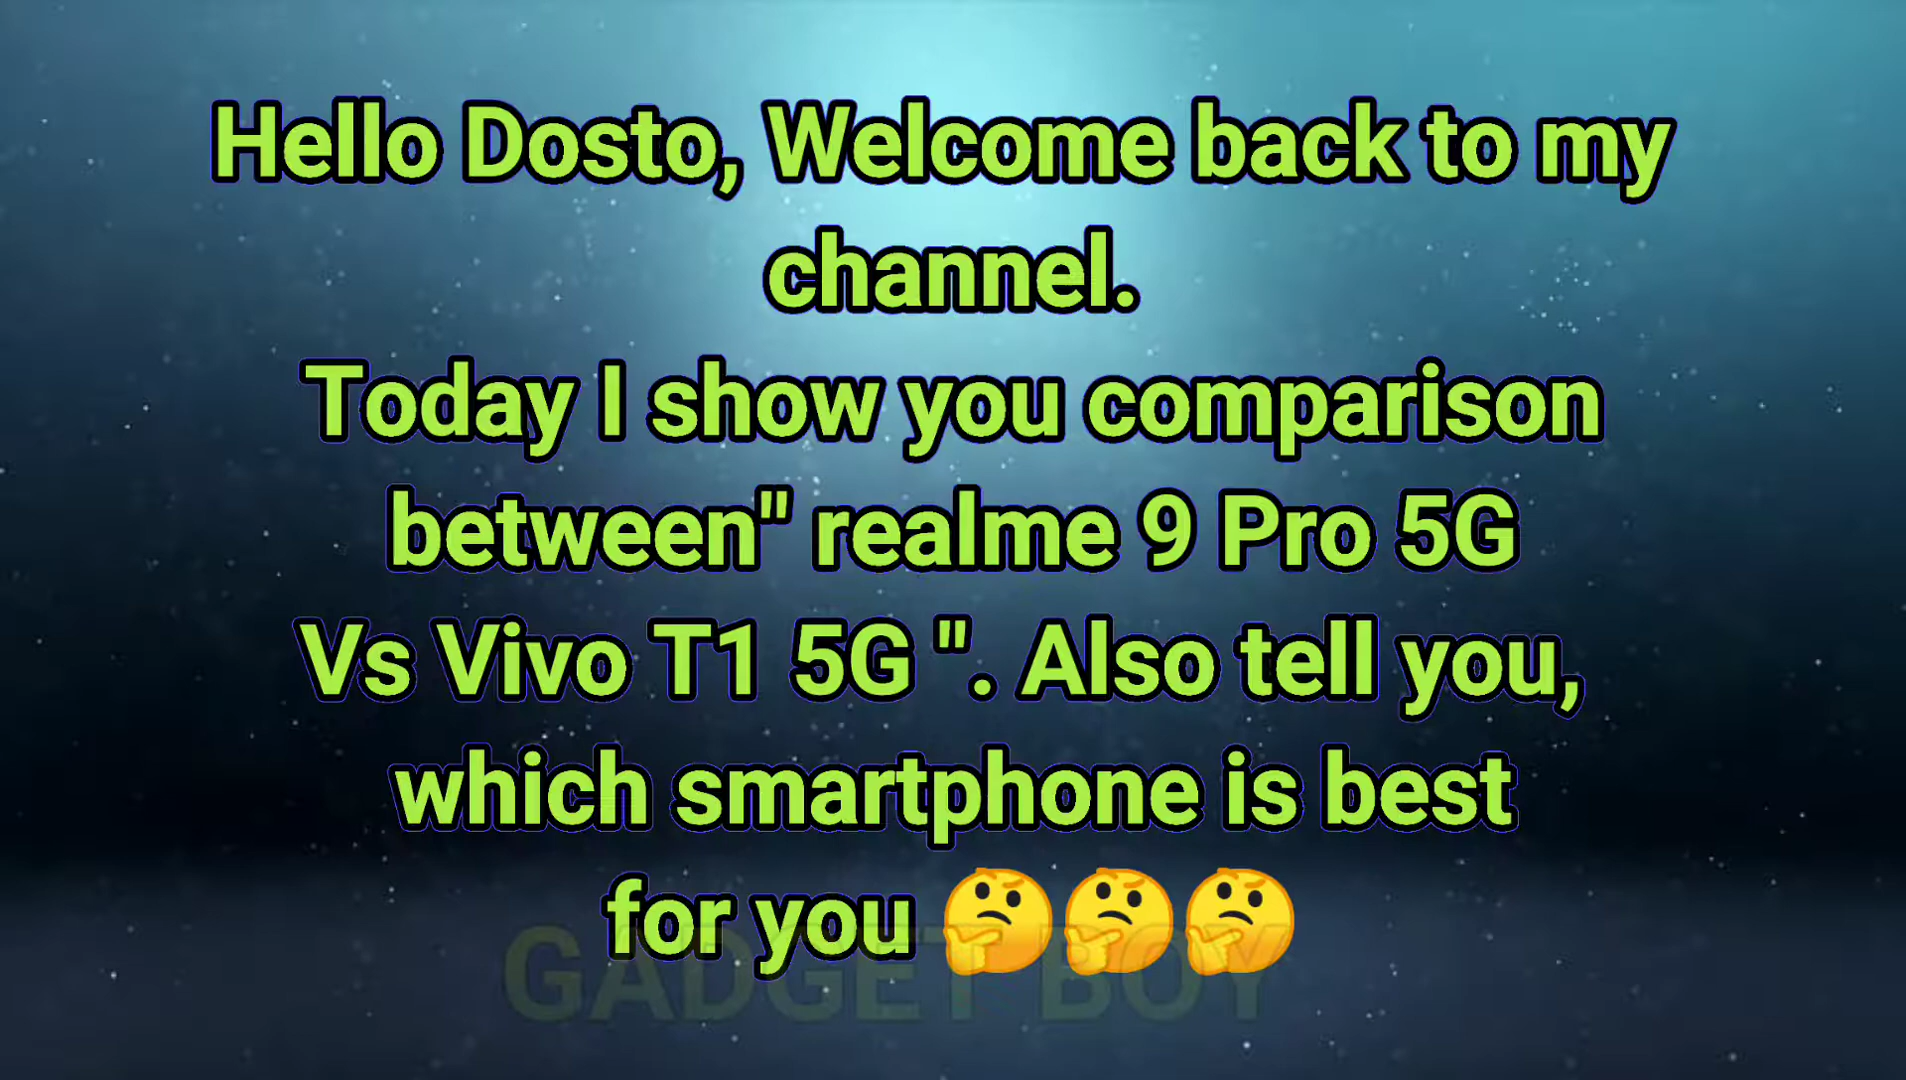 Hello Dosto, Welcome back to my
channel.
Today I show you comparison
between" realme 9 Pro 5G
Vs Vivo T1 5G ". Also tell you,
which smartphone is best
for you 🤔🤔🤔
GADGET BOY